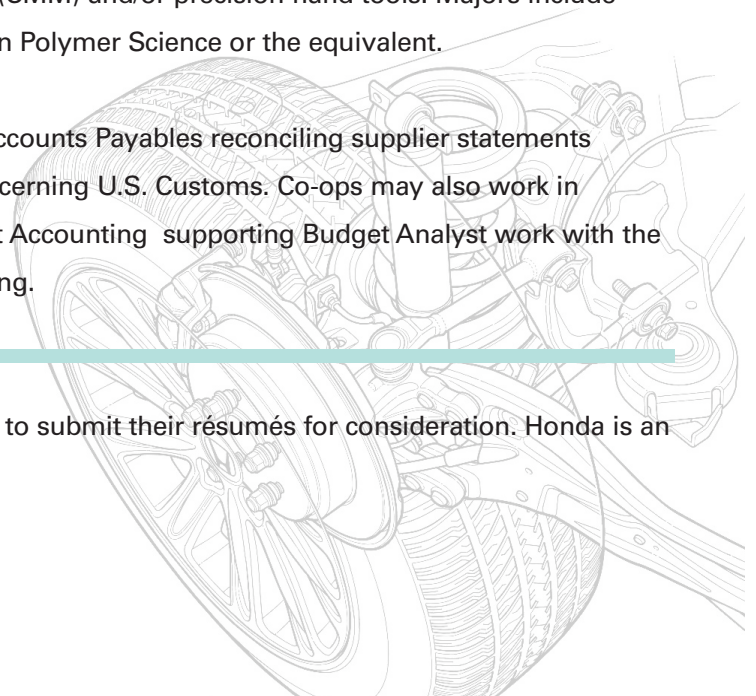 (CMM) and/or precision hand tools. Majors include
n Polymer Science or the equivalent.
ccounts Payables reconciling supplier statements
cerning U.S. Customs. Co-ops may also work in
t Accounting supporting Budget Analyst work with the
ng.
to submit their résumés for consideration. Honda is an